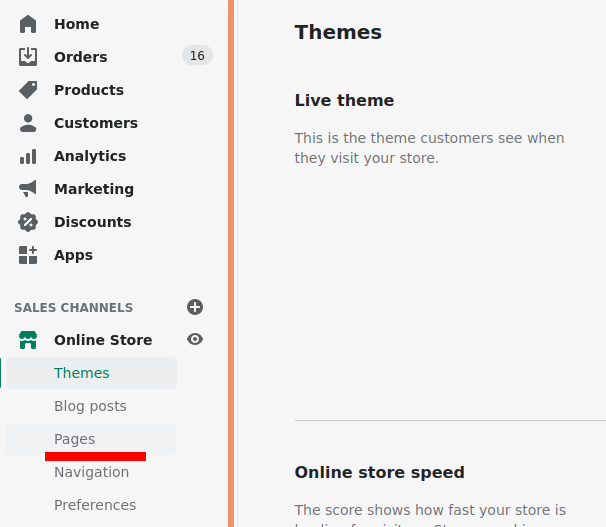 Home
Orders 16
Products
Customers
Analytics
Marketing
Discounts
Apps
SALES CHANNELS
Online Store
Themes
Blog posts
Pages
Navigation
Preferences
Themes
Live theme
This is the theme customers see when
they visit your store.
Online store speed
The score shows how fast your store is